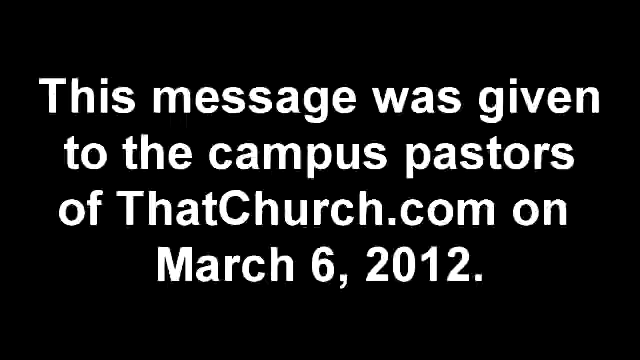 This message was given
to the campus pastors
of ThatChurch.com on
March 6, 2012.